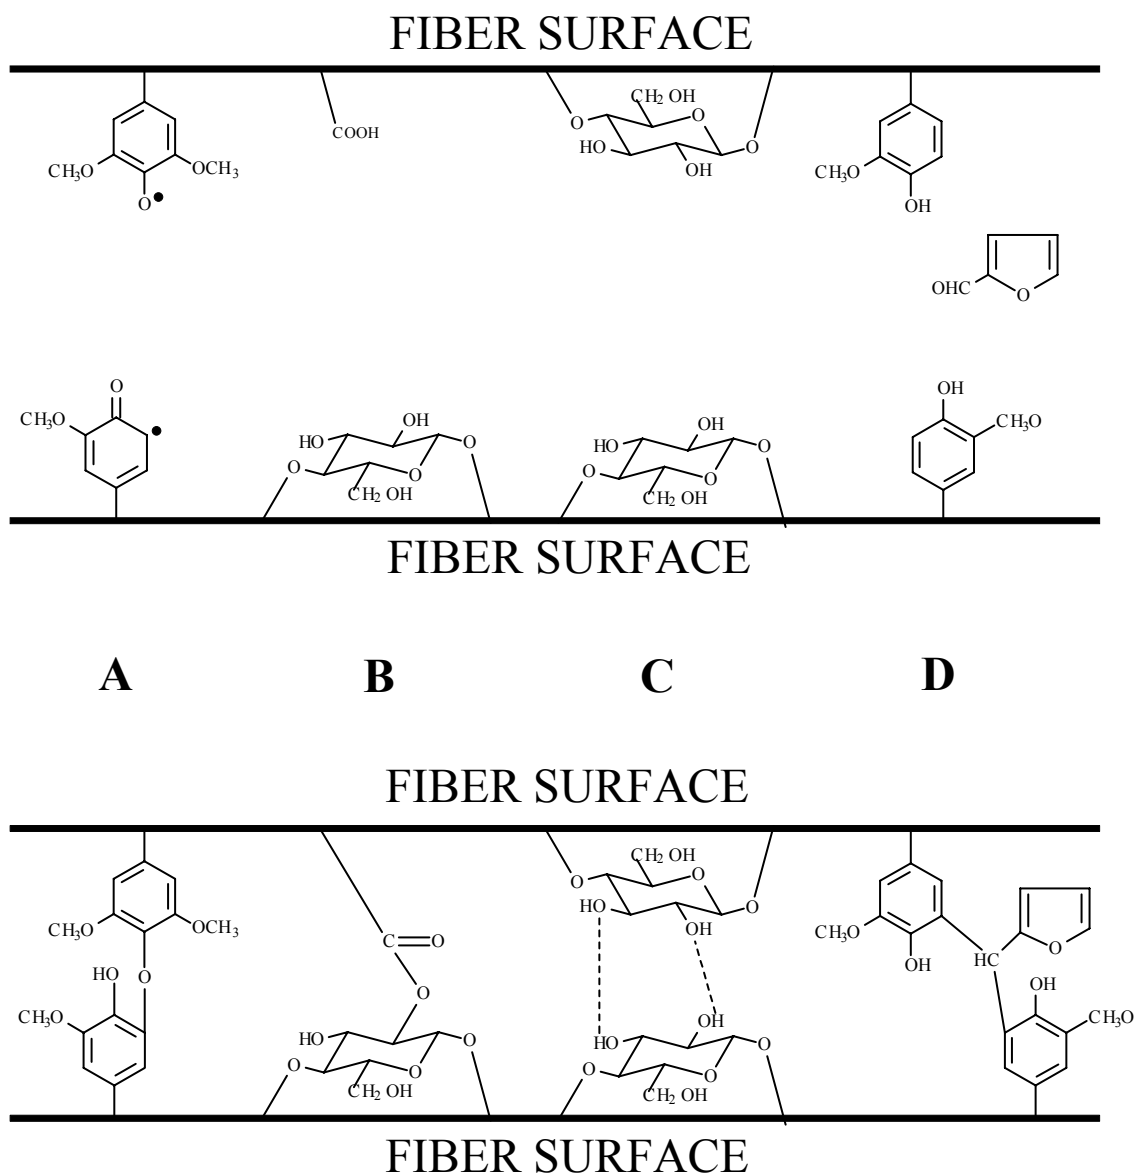 FIBER SURFACE
CH₂ OH
O
O
COOH
HO
O
CH₃O
OCH₃
OH
CH₃O
O•
OH
OHC
O
O
OH
CH₃O
•
OH
OH
CH₃O
HO
O
HO
O
O
O
O
O
CH₂ OH
CH₂ OH
FIBER SURFACE
A B C D
FIBER SURFACE
CH₂ OH
O
O
HO
O
CH₃O
OCH₃
OH
CH₃O
C
O
O
OH
HC
HO
O
OH
O
CH₃O
OH
CH₃O
HO
O
HO
O
O
O
O
O
CH₂ OH
CH₂ OH
FIBER SURFACE